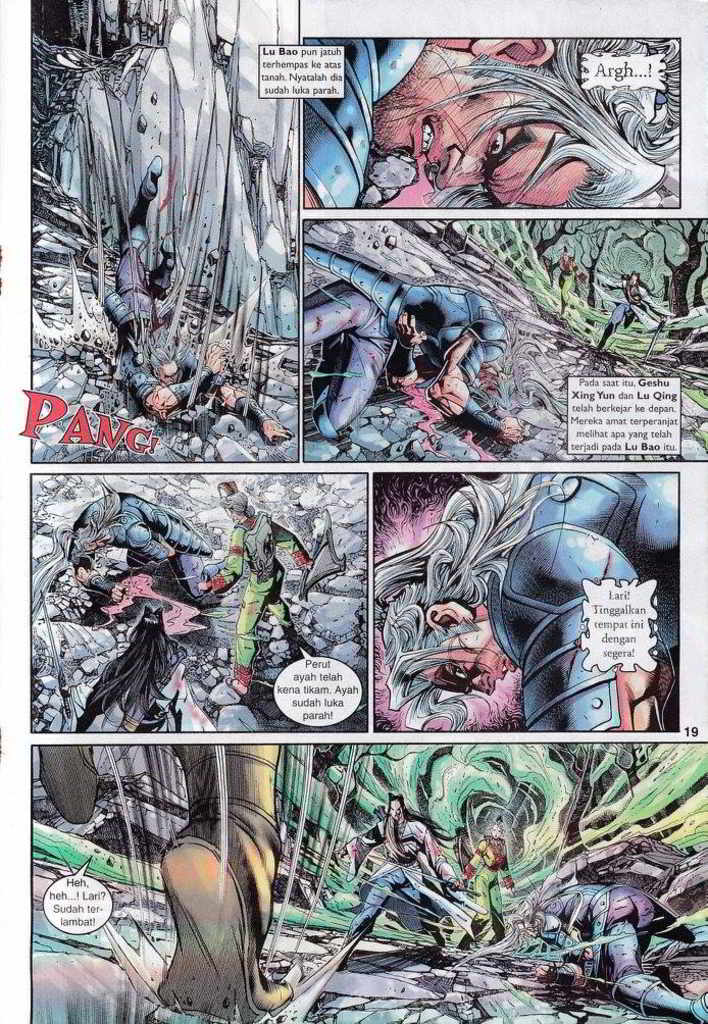 Lu Bao pun jatuh
terhempas ke atas
tanah. Nyatalah dia
sudah luka parah.
Argh...!
PANG!
Pada saat itu, Geshu
Xing Yun dan Lu Qing
telah berkejar ke depan.
Mereka amat terperanjat
melihat apa yang telah
terjadi pada Lu Bao itu.
Perut
ayah telah
kena tikam. Ayah
sudah luka
parah!
Lari!
Tinggalkan
tempat ini
dengan
segera!
19
Heh,
heh...! Lari?
Sudah ter-
lambat!